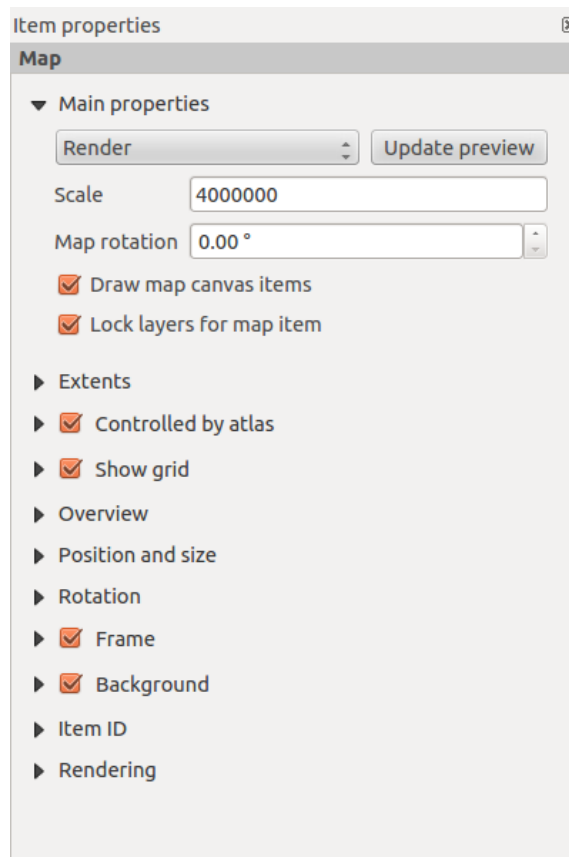 Item properties
Map
Main properties
Render Update preview
Scale 4000000
Map rotation 0.00 °
Draw map canvas items
Lock layers for map item
Extents
Controlled by atlas
Show grid
Overview
Position and size
Rotation
Frame
Background
Item ID
Rendering